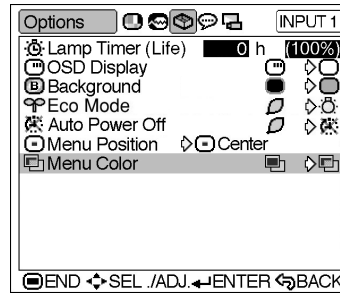 Options INPUT 1
Lamp Timer (Life) 0 h (100%)
OSD Display
B Background
Eco Mode
Auto Power Off
Menu Position Center
Menu Color
END SEL ./ADJ. ENTER BACK